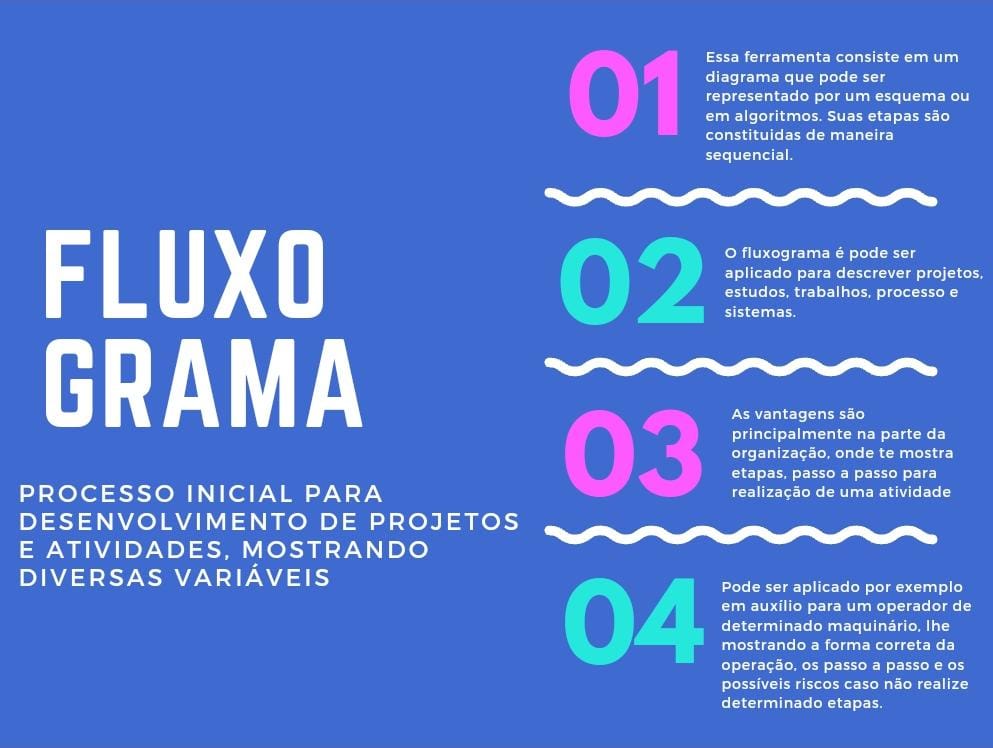 FLUXO
GRAMA
PROCESSO INICIAL PARA
DESENVOLVIMENTO DE PROJETOS
E ATIVIDADES, MOSTRANDO
DIVERSAS VARIÁVEIS
01
Essa ferramenta consiste em um
diagrama que pode ser
representado por um esquema ou
em algoritmos. Suas etapas são
constituidas de maneira
sequencial.
02
O fluxograma é pode ser
aplicado para descrever projetos,
estudos, trabalhos, processo e
sistemas.
03
As vantagens são
principalmente na parte da
organização, onde te mostra
etapas, passo a passo para
realização de uma atividade
04
Pode ser aplicado por exemplo
em auxílio para um operador de
determinado maquinário, lhe
mostrando a forma correta da
operação, os passo a passo e os
possíveis riscos caso não realize
determinado etapas.